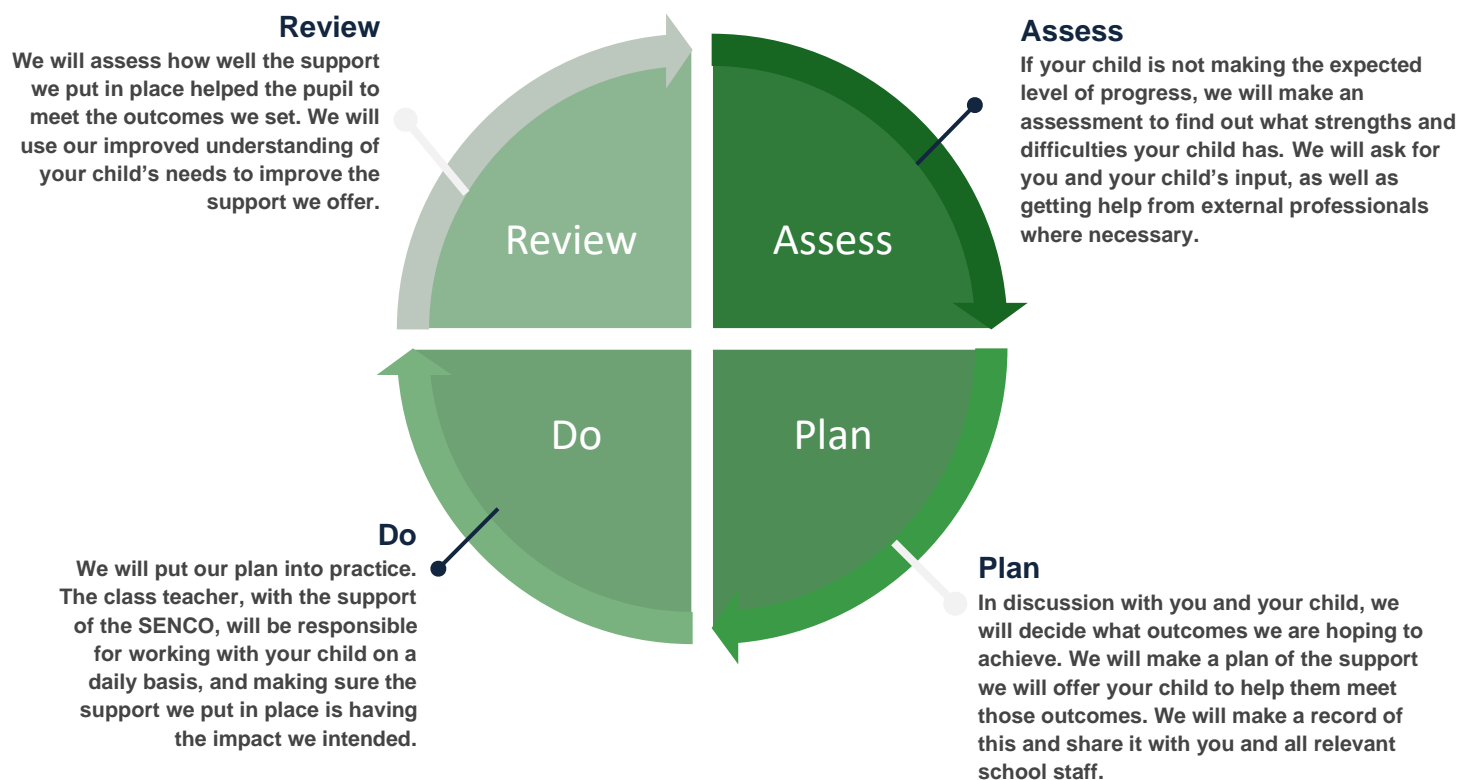 Review
We will assess how well the support
we put in place helped the pupil to
meet the outcomes we set. We will
use our improved understanding of
your child’s needs to improve the
support we offer.
Assess
If your child is not making the expected
level of progress, we will make an
assessment to find out what strengths and
difficulties your child has. We will ask for
you and your child’s input, as well as
getting help from external professionals
where necessary.
Review
Assess
Do
Plan
Do
We will put our plan into practice.
The class teacher, with the support
of the SENCO, will be responsible
for working with your child on a
daily basis, and making sure the
support we put in place is having
the impact we intended.
Plan
In discussion with you and your child, we
will decide what outcomes we are hoping to
achieve. We will make a plan of the support
we will offer your child to help them meet
those outcomes. We will make a record of
this and share it with you and all relevant
school staff.